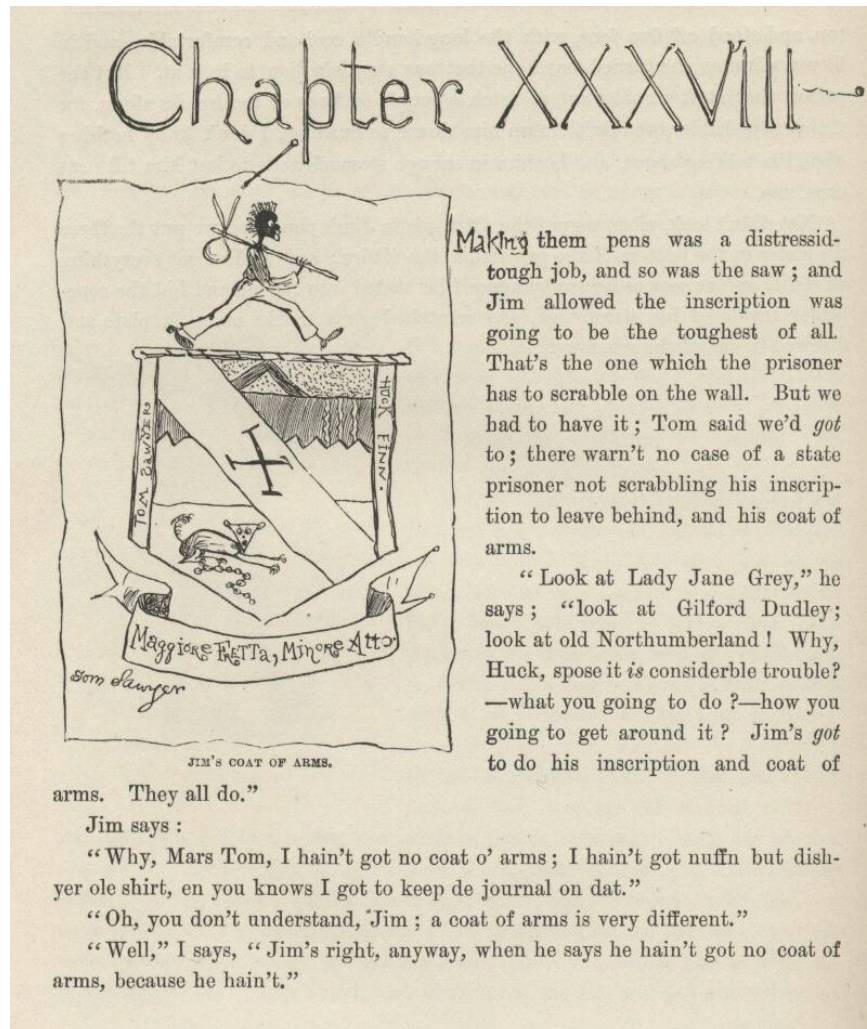 Chapter XXXVIII
TOM SAWYER
HUCK FINN.
Maggiore Fretta, Minore Atto
Tom Sawyer
JIM'S COAT OF ARMS.
Making them pens was a distressid-
tough job, and so was the saw; and
Jim allowed the inscription was
going to be the toughest of all.
That's the one which the prisoner
has to scrabble on the wall. But we
had to have it; Tom said we'd got
to; there warn't no case of a state
prisoner not scrabbling his inscrip-
tion to leave behind, and his coat of
arms.
"Look at Lady Jane Grey," he
says; "look at Gilford Dudley;
look at old Northumberland! Why,
Huck, spose it is considerble trouble?
—what you going to do?—how you
going to get around it? Jim's got
to do his inscription and coat of
arms. They all do."
Jim says:
"Why, Mars Tom, I hain't got no coat o' arms; I hain't got nuffn but dish-
yer ole shirt, en you knows I got to keep de journal on dat."
"Oh, you don't understand, Jim; a coat of arms is very different."
"Well," I says, "Jim's right, anyway, when he says he hain't got no coat of
arms, because he hain't."